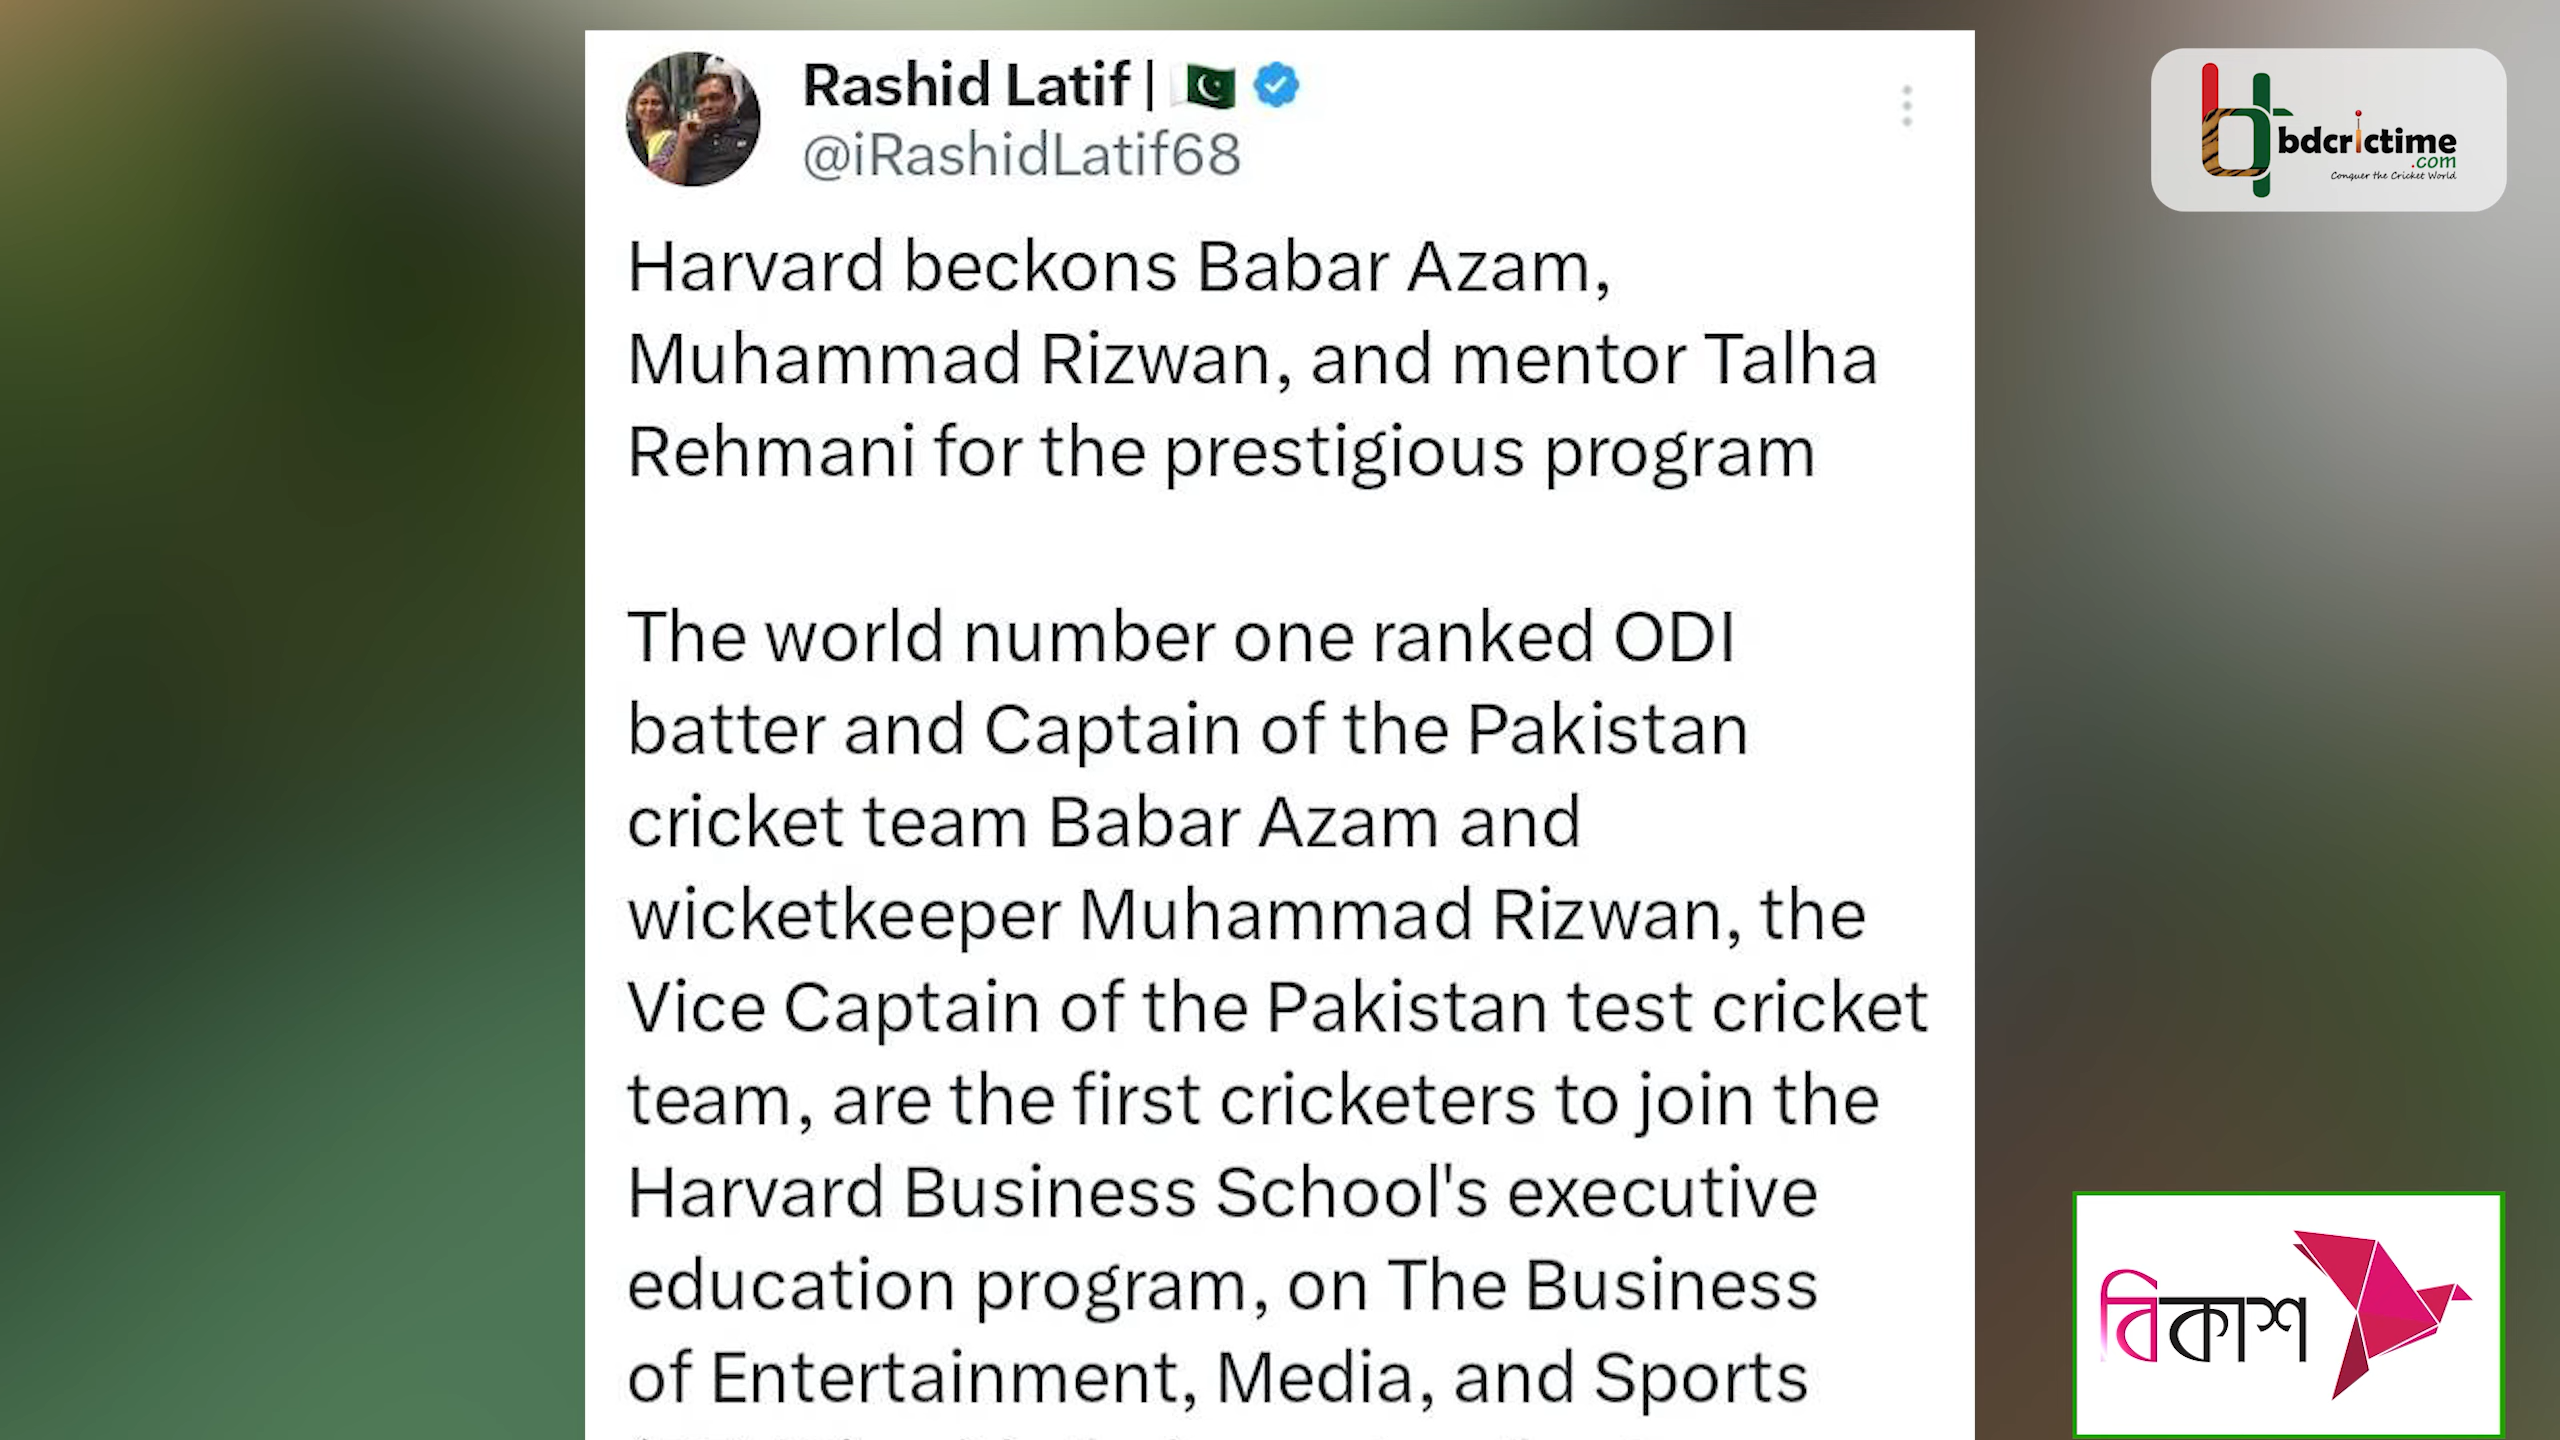 Rashid Latif |
@iRashidLatif68
Harvard beckons Babar Azam,
Muhammad Rizwan, and mentor Talha
Rehmani for the prestigious program
The world number one ranked ODI
batter and Captain of the Pakistan
cricket team Babar Azam and
wicketkeeper Muhammad Rizwan, the
Vice Captain of the Pakistan test cricket
team, are the first cricketers to join the
Harvard Business School's executive
education program, on The Business
of Entertainment, Media, and Sports
bdcrictime
.com
Conquer the Cricket World
বিকাশ